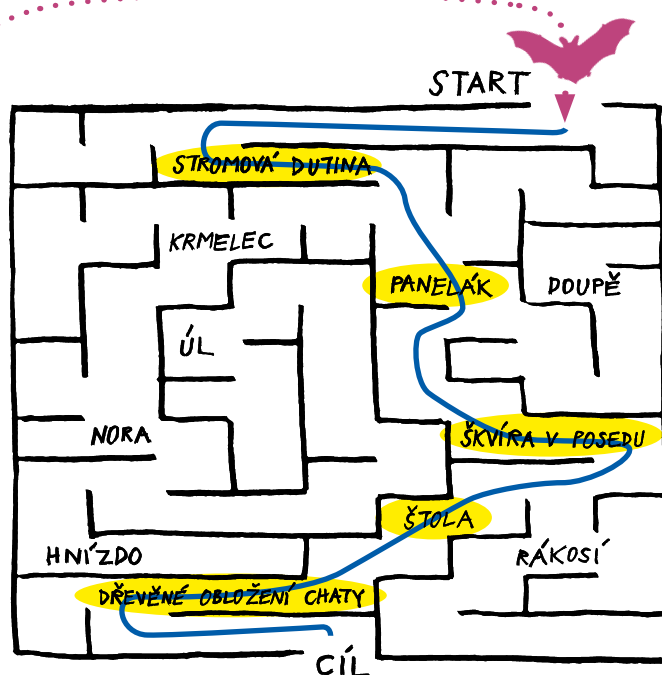 START
STROMOVÁ DUTINA
KRMELEC
PANELÁK
DOUPĚ
ÚL
NORA
ŠKVÍRA V POSEDU
ŠTOLA
HNÍZDO
RÁKOSÍ
DŘEVĚNÉ OBLOŽENÍ CHATY
CÍL